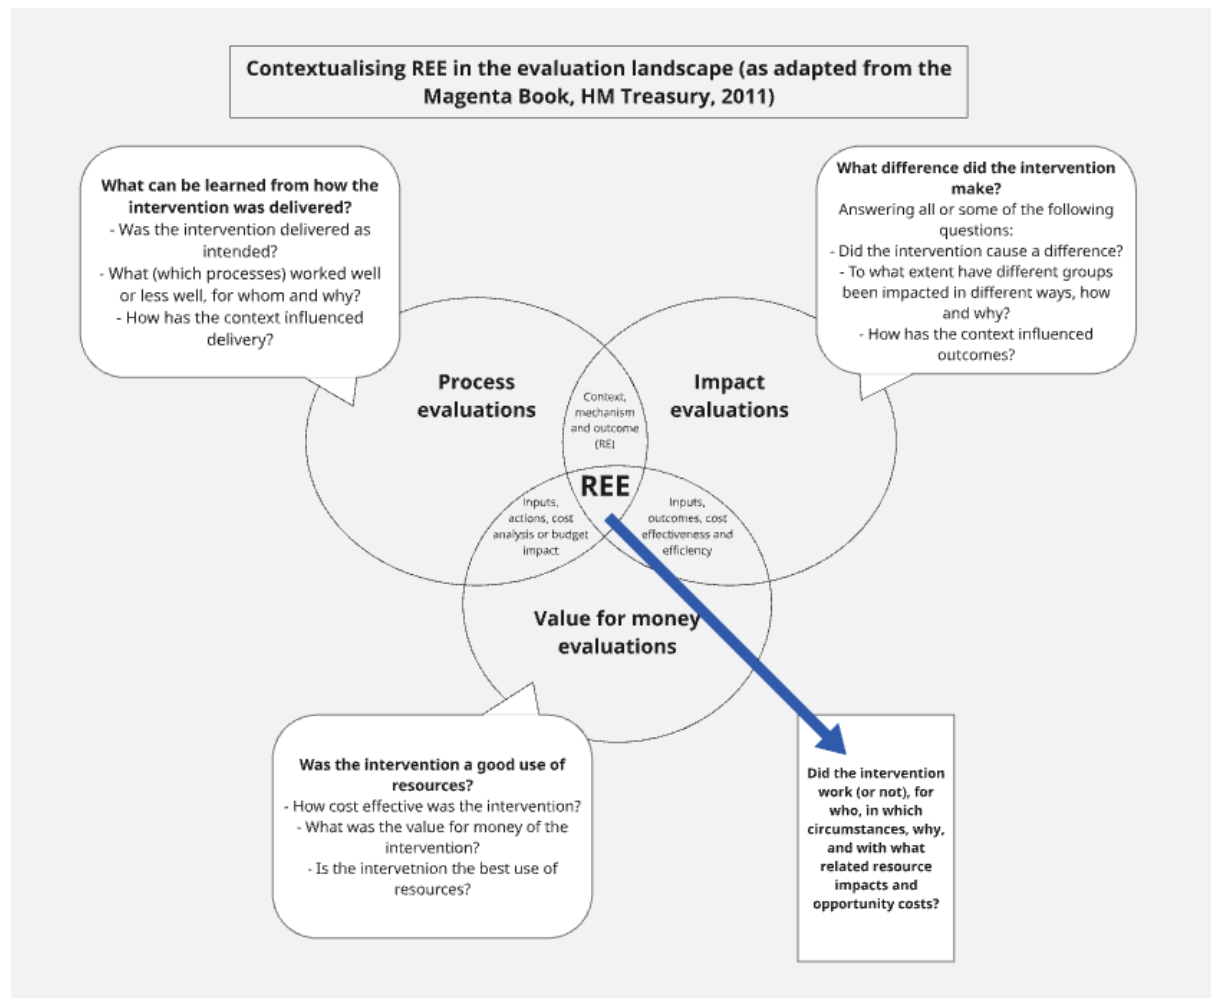 Contextualising REE in the evaluation landscape (as adapted from the
Magenta Book, HM Treasury, 2011)
What can be learned from how the
intervention was delivered?
- Was the intervention delivered as
intended?
- What (which processes) worked well
or less well, for whom and why?
- How has the context influenced
delivery?
What difference did the intervention
make?
Answering all or some of the following
questions:
- Did the intervention cause a difference?
- To what extent have different groups
been impacted in different ways, how
and why?
- How has the context influenced
outcomes?
Process
evaluations
Impact
evaluations
Context,
mechanism
and outcome
(RE)
REE
Inputs,
actions, cost
analysis or budget
impact
Inputs,
outcomes, cost
effectiveness and
efficiency
Value for money
evaluations
Was the intervention a good use of
resources?
- How cost effective was the intervention?
- What was the value for money of the
intervention?
- Is the intervetnion the best use of
resources?
Did the intervention
work (or not), for
who, in which
circumstances, why,
and with what
related resource
impacts and
opportunity costs?